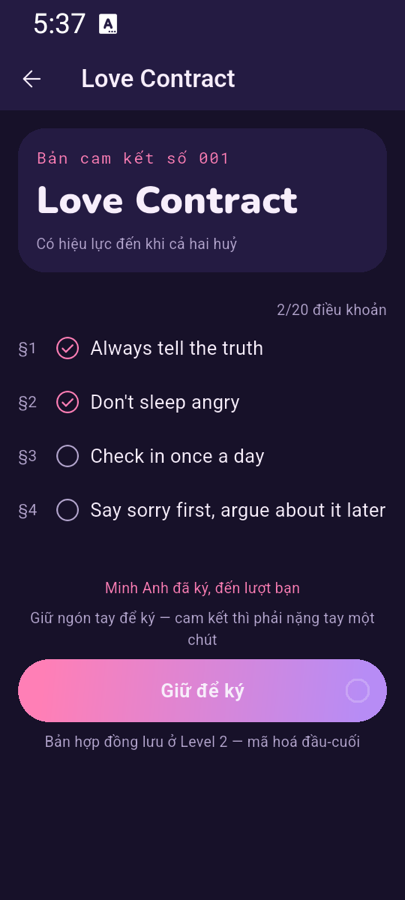 5:37 A
Love Contract
Bản cam kết số 001
Love Contract
Có hiệu lực đến khi cả hai huỷ
2/20 điều khoản
§1 Always tell the truth
§2 Don't sleep angry
§3 Check in once a day
§4 Say sorry first, argue about it later
Minh Anh đã ký, đến lượt bạn
Giữ ngón tay để ký — cam kết thì phải nặng tay một
chút
Giữ để ký
Bản hợp đồng lưu ở Level 2 — mã hoá đầu-cuối